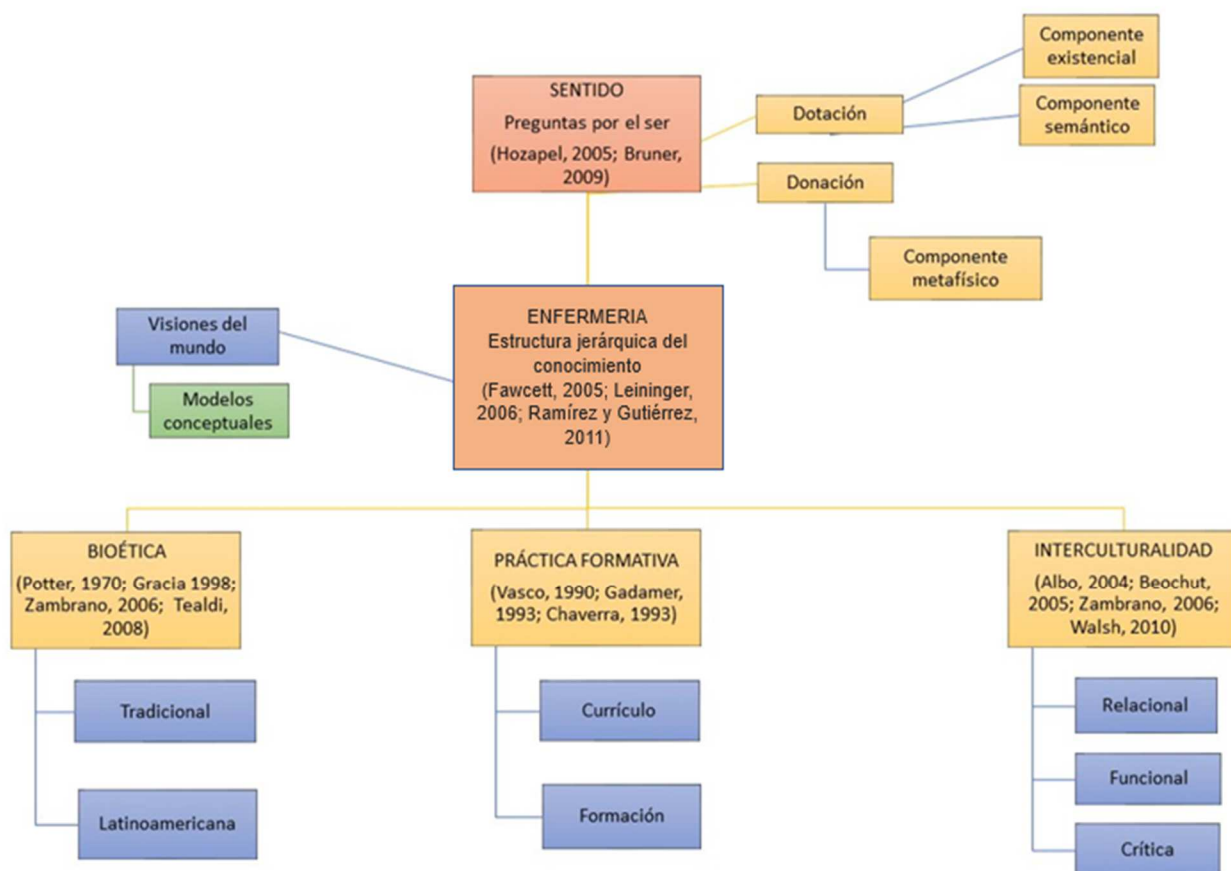 SENTIDO
Preguntas por el ser
(Hozapel, 2005; Bruner,
2009)
Dotación
Componente
existencial
Componente
semántico
Donación
Componente
metafísico
Visiones del
mundo
Modelos
conceptuales
ENFERMERIA
Estructura jerárquica del
conocimiento
(Fawcett, 2005; Leininger,
2006; Ramírez y Gutiérrez,
2011)
BIOÉTICA
(Potter, 1970; Gracia 1998;
Zambrano, 2006; Tealdi,
2008)
Tradicional
Latinoamericana
PRÁCTICA FORMATIVA
(Vasco, 1990; Gadamer,
1993; Chaverra, 1993)
Currículo
Formación
INTERCULTURALIDAD
(Albo, 2004; Beochut,
2005; Zambrano, 2006;
Walsh, 2010)
Relacional
Funcional
Crítica